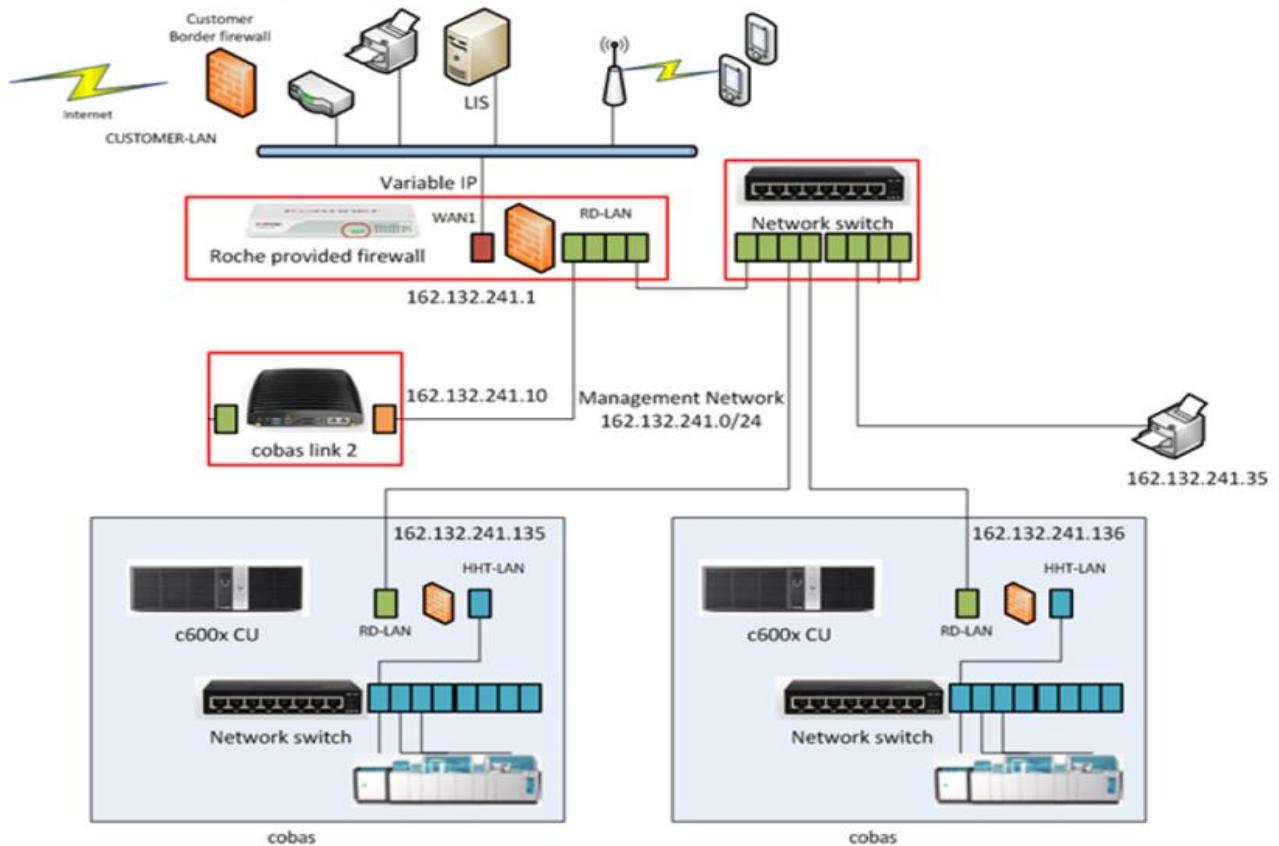 Customer
Border firewall
Internet
CUSTOMER-LAN
LIS
Variable IP
FORTINET
WAN1
RD-LAN
Roche provided firewall
162.132.241.1
Network switch
162.132.241.10
cobas link 2
Management Network
162.132.241.0/24
162.132.241.35
162.132.241.135
HHT-LAN
c600x CU
RD-LAN
Network switch
cobas
162.132.241.136
HHT-LAN
c600x CU
RD-LAN
Network switch
cobas